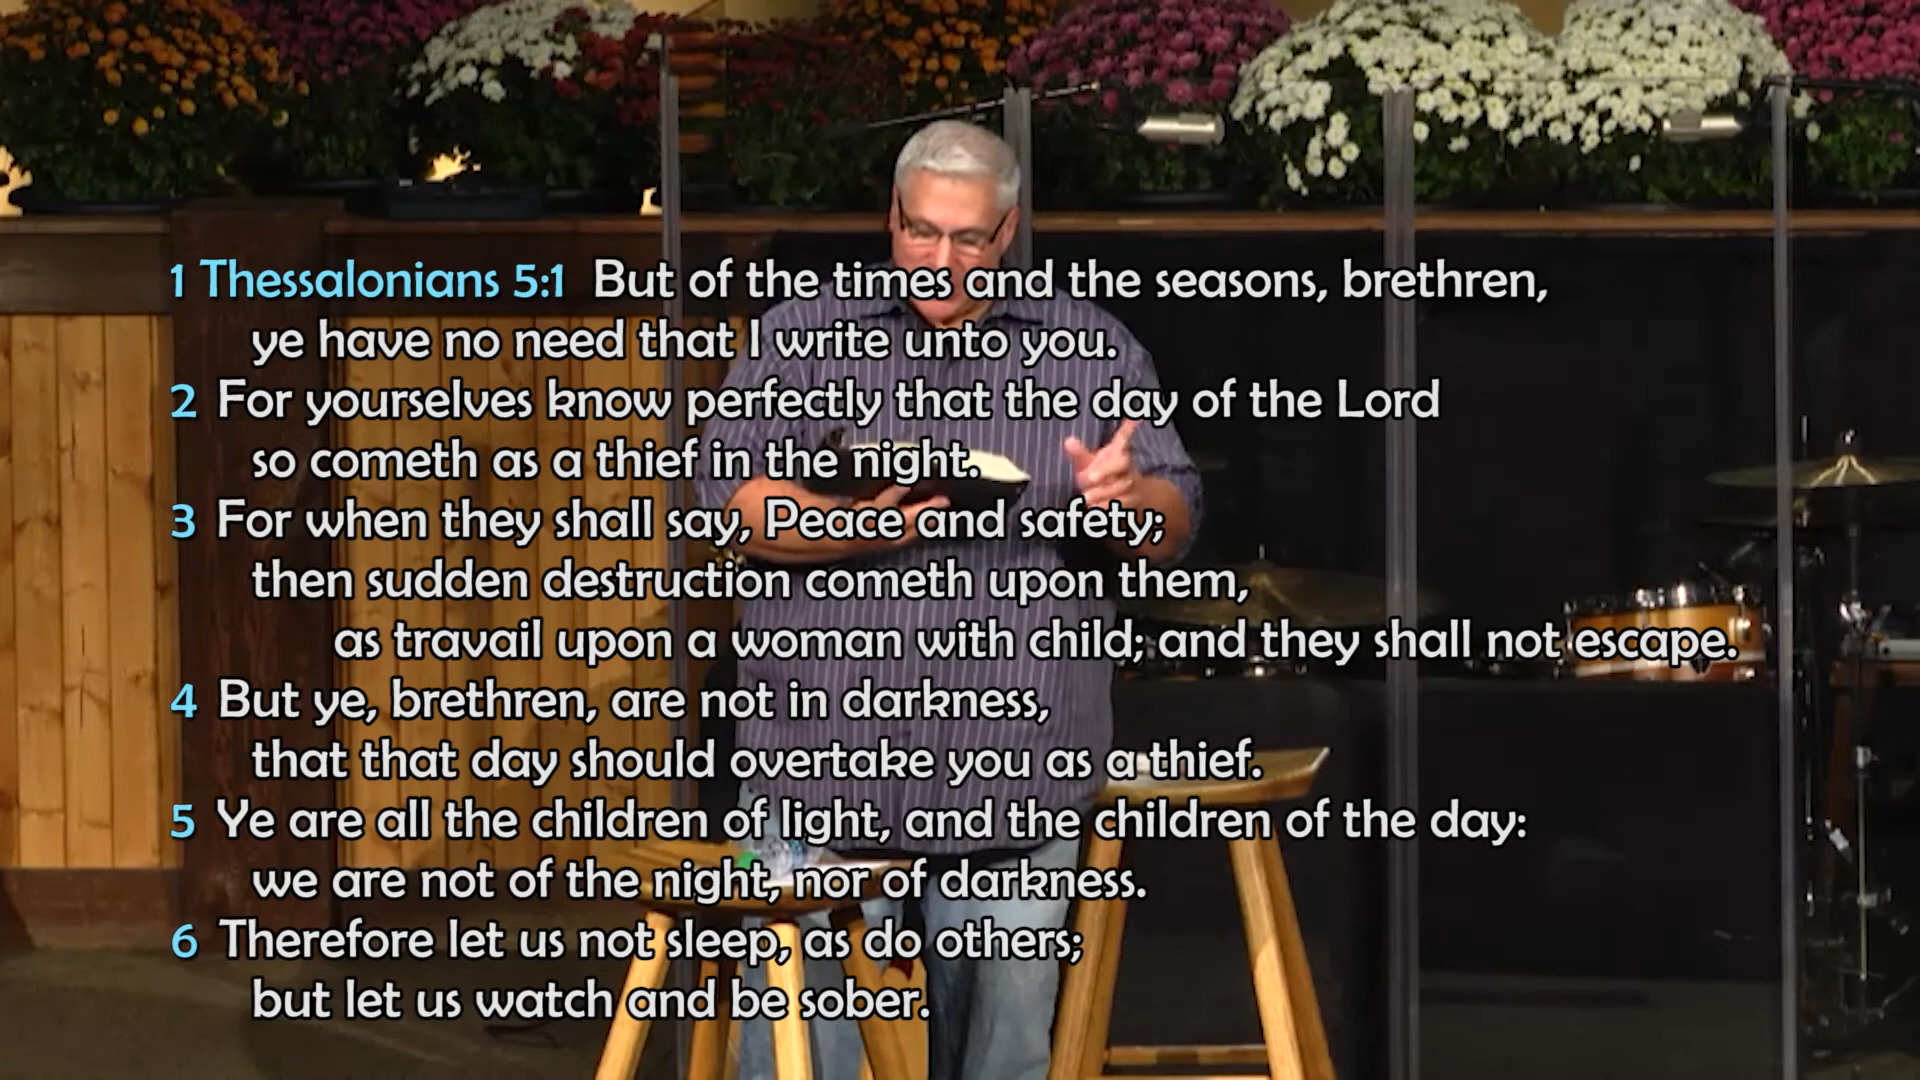 1 Thessalonians 5:1 But of the times and the seasons, brethren,
ye have no need that I write unto you.
2 For yourselves know perfectly that the day of the Lord
so cometh as a thief in the night.
3 For when they shall say, Peace and safety;
then sudden destruction cometh upon them,
as travail upon a woman with child; and they shall not escape.
4 But ye, brethren, are not in darkness,
that that day should overtake you as a thief.
5 Ye are all the children of light, and the children of the day:
we are not of the night, nor of darkness.
6 Therefore let us not sleep, as do others;
but let us watch and be sober.